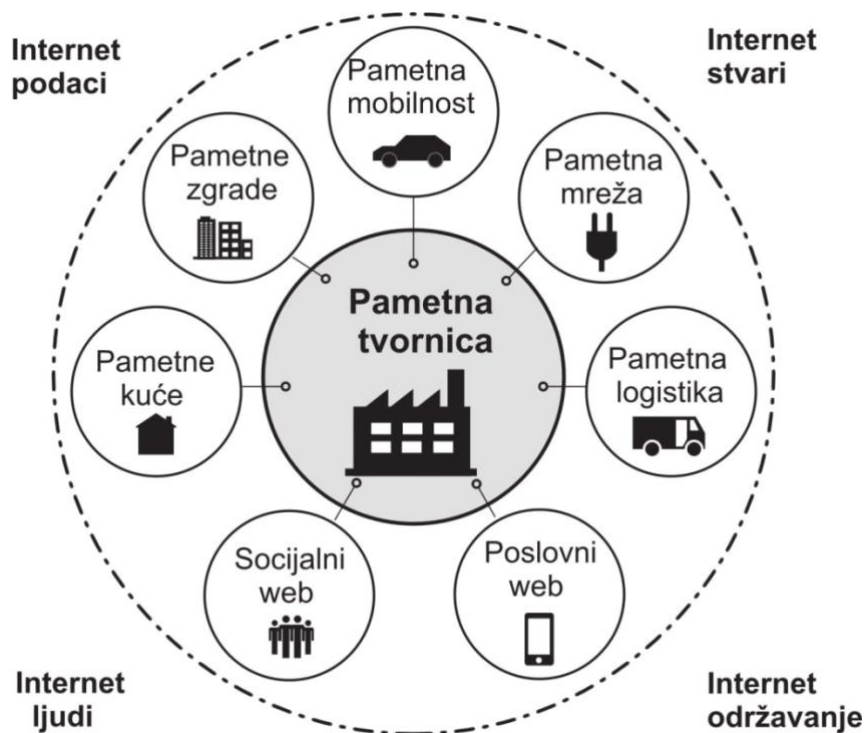 Internet
podaci
Internet
stvari
Pametna
mobilnost
Pametne
zgrade
Pametna
mreža
Pametna
tvornica
Pametne
kuće
Pametna
logistika
Socijalni
web
Poslovni
web
Internet
ljudi
Internet
održavanje